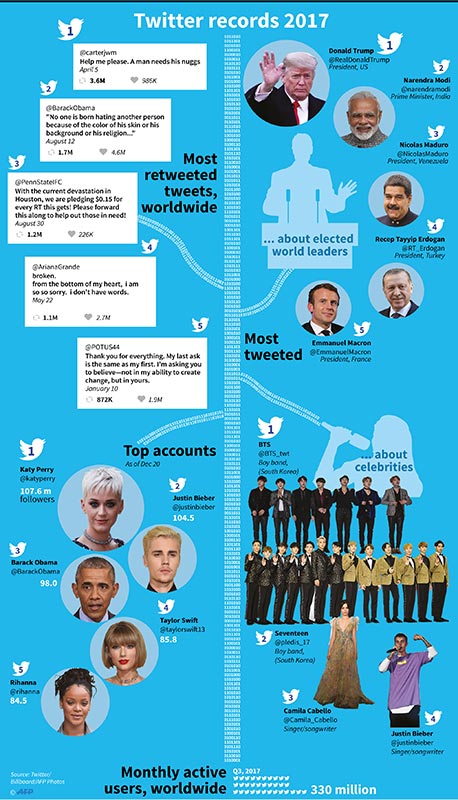 Twitter records 2017
1
@carterjwm
Help me please. A man needs his nuggs
April 5
3.6M 986K
2
@BarackObama
"No one is born hating another person
because of the color of his skin or his
background or his religion..."
August 12
1.7M 4.6M
3
@PennStateIFC
With the current devastation in
Houston, we are pledging $0.15 for
every RT this gets! Please forward
this along to help out those in need!
August 30
1.2M 226K
4
@ArianaGrande
broken.
from the bottom of my heart, i am
so so sorry. i don't have words.
May 22
1.1M 2.7M
5
@POTUS44
Thank you for everything. My last ask
is the same as my first. I'm asking you
to believe—not in my ability to create
change, but in yours.
January 10
872K 1.9M
Most
retweeted
tweets,
worldwide
1
Donald Trump
@RealDonaldTrump
President, US
2
Narendra Modi
@narendramodi
Prime Minister, India
3
Nicolas Maduro
@NicolasMaduro
President, Venezuela
4
Recep Tayyip Erdogan
@RT_Erdogan
President, Turkey
5
Emmanuel Macron
@EmmanuelMacron
President, France
... about elected
world leaders
Most
tweeted
... about
celebrities
1
BTS
@BTS_twt
Boy band,
(South Korea)
2
Seventeen
@pledis_17
Boy band,
(South Korea)
3
Camila Cabello
@Camila_Cabello
Singer/songwriter
4
Justin Bieber
@justinbieber
Singer/songwriter
Top accounts
As of Dec 20
1
Katy Perry
@katyperry
107.6 m
followers
2
Justin Bieber
@justinbieber
104.5
3
Barack Obama
@BarackObama
98.0
4
Taylor Swift
@taylorswift13
85.8
5
Rihanna
@rihanna
84.5
Monthly active
users, worldwide
Q3, 2017
330 million
Source: Twitter/
Billboard/AFP Photos
© AFP